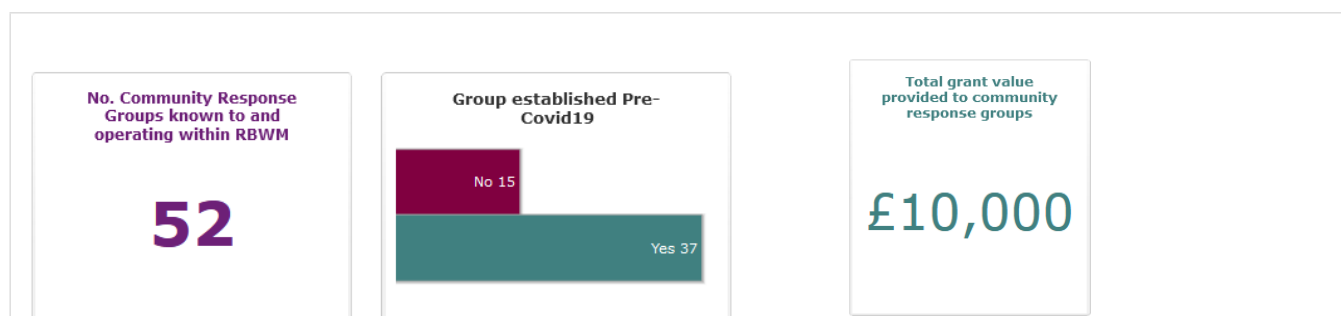 No. Community Response
Groups known to and
operating within RBWM
52
Group established Pre-
Covid19
No 15
Yes 37
Total grant value
provided to community
response groups
£10,000